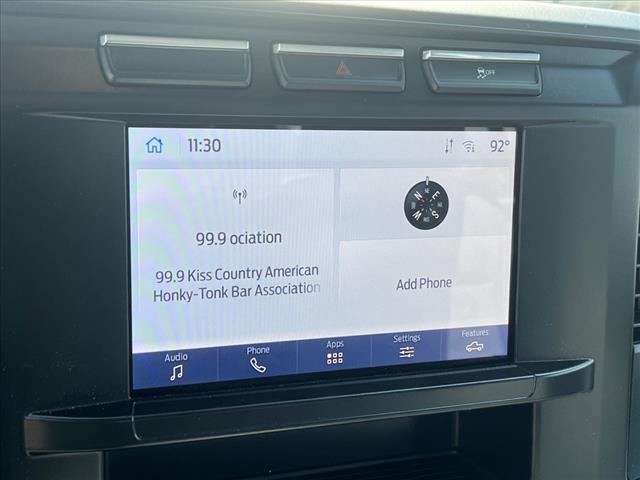 OFF
11:30
92°
99.9 ociation
99.9 Kiss Country American
Honky-Tonk Bar Association
N
E
S
W
Add Phone
Audio
Phone
Apps
Settings
Features